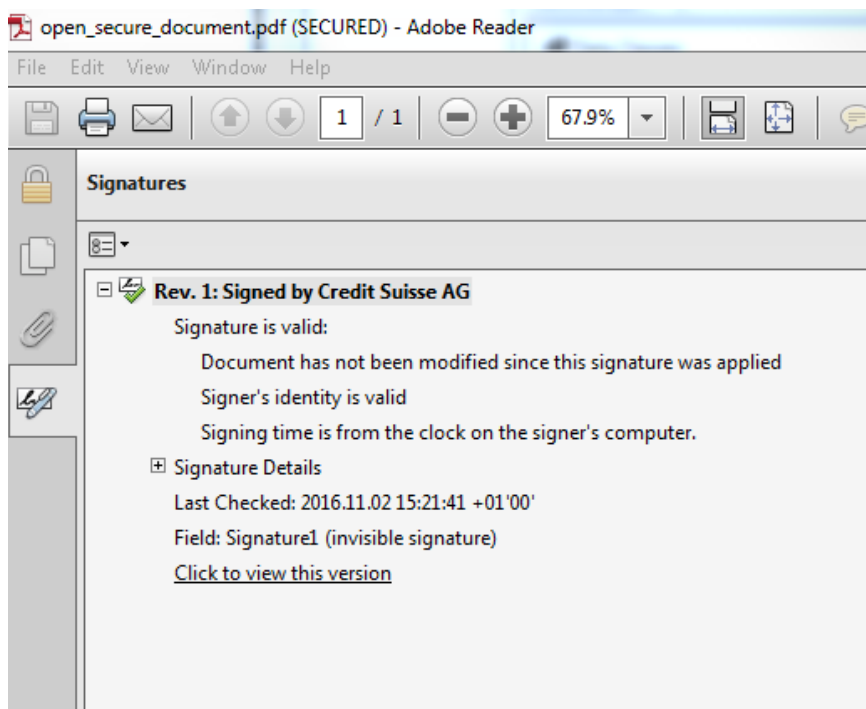 open_secure_document.pdf (SECURED) - Adobe Reader
File Edit View Window Help
1 / 1 67.9%
Signatures
Rev. 1: Signed by Credit Suisse AG
Signature is valid:
Document has not been modified since this signature was applied
Signer's identity is valid
Signing time is from the clock on the signer's computer.
Signature Details
Last Checked: 2016.11.02 15:21:41 +01'00'
Field: Signature1 (invisible signature)
Click to view this version